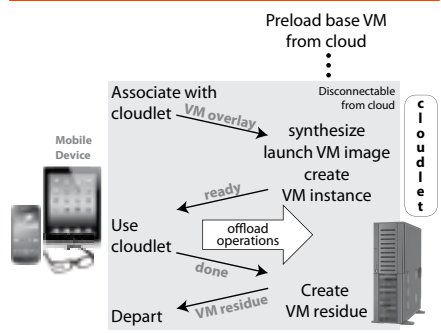 Preload base VM
from cloud
Disconnectable
from cloud
Associate with
cloudlet
VM overlay
synthesize
launch VM image
create
VM instance
cloudlet
Mobile
Device
ready
Use
cloudlet
offload
operations
done
Create
VM residue
VM residue
Depart